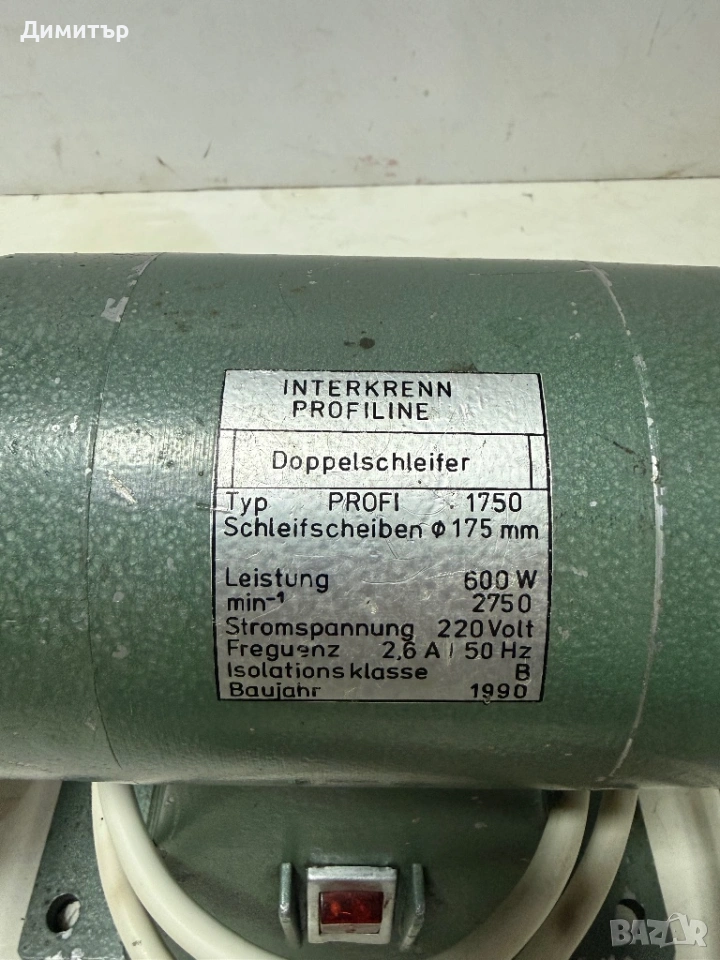 Димитър
INTERKRENN
PROFILINE
Doppelschleifer
Typ PROFI 1750
Schleifscheiben ϕ 175 mm
Leistung 600 W
min⁻¹ 2750
Stromspannung 220 Volt
Freguenz 2,6 A / 50 Hz
Isolationsklasse B
Baujahr 1990
BAZAR